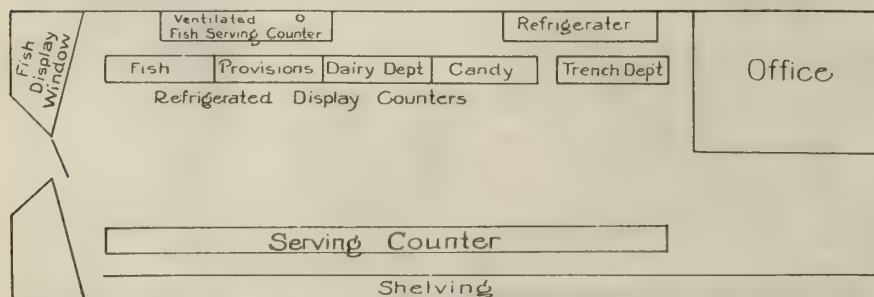 Fish
Display
Window
Ventilated O
Fish Serving Counter
Refrigerater
Fish
Provisions
Dairy Dept
Candy
Trench Dept
Office
Refrigerated Display Counters
Serving Counter
Shelving